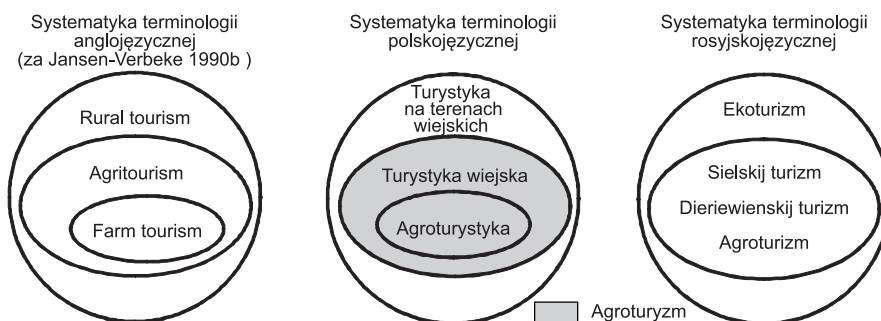 Systematyka terminologii
anglojęzycznej
(za Jansen-Verbeke 1990b )
Rural tourism
Agritourism
Farm tourism
Systematyka terminologii
polskojęzycznej
Turystyka
na terenach
wiejskich
Turystyka wiejska
Agroturystyka
Systematyka terminologii
rosyjskojęzycznej
Ekoturizm
Sielskij turizm
Dieriewienskij turizm
Agroturizm
Agroturyzm